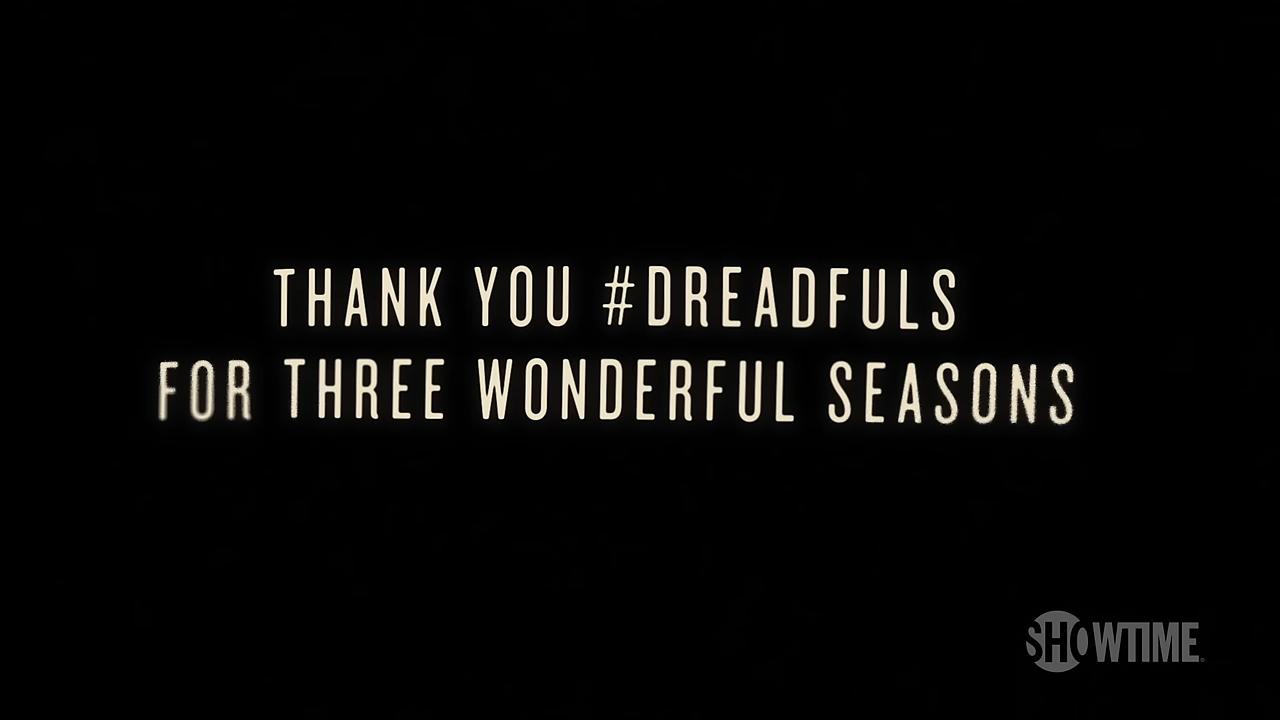 THANK YOU #DREADFULS
FOR THREE WONDERFUL SEASONS
SHOWTIME